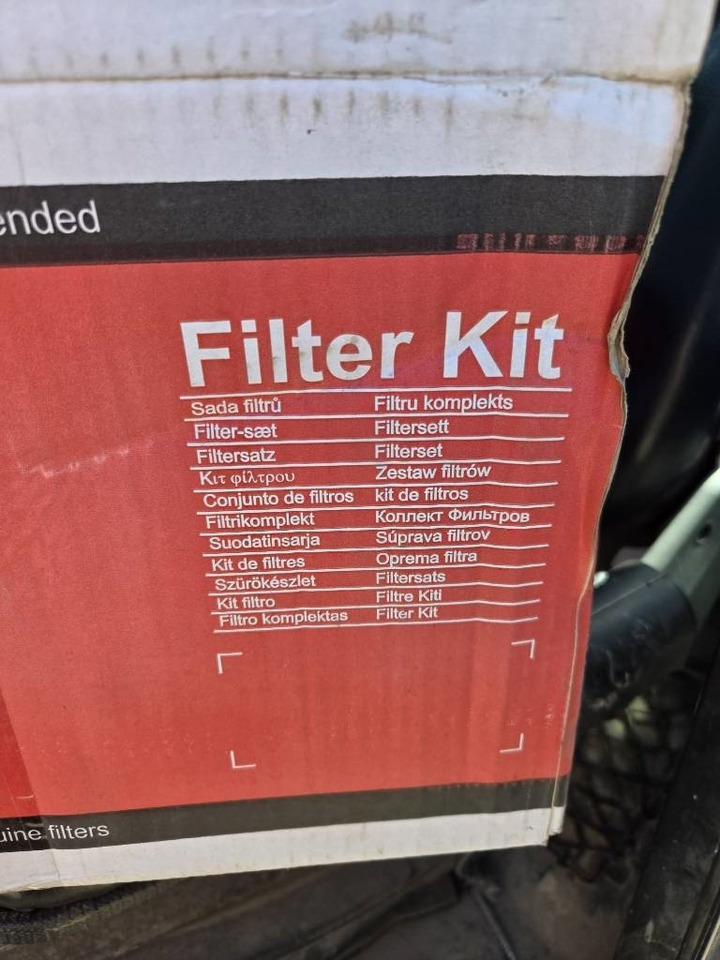 ended
Filter Kit
Sada filtrů Filtru komplekts
Filter-sæt Filtersett
Filtersatz Filterset
Κιτ φίλτρου Zestaw filtrów
Conjunto de filtros kit de filtros
Filtrikomplekt Коллект Фильтров
Suodatinsarja Súprava filtrov
Kit de filtres Oprema filtra
Szürökészlet Filtersats
Kit filtro Filtre Kiti
Filtro komplektas Filter Kit
uine filters